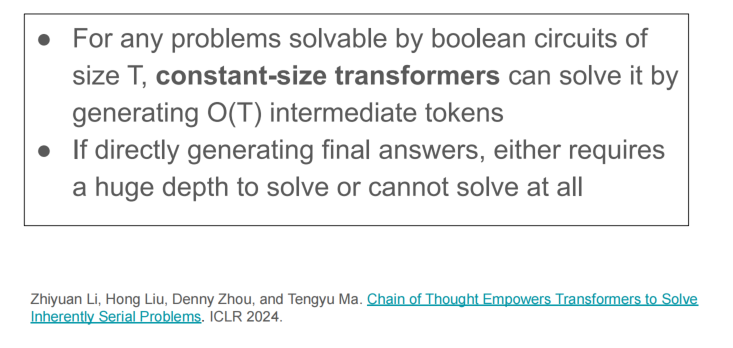 ● For any problems solvable by boolean circuits of
size T, constant-size transformers can solve it by
generating O(T) intermediate tokens
● If directly generating final answers, either requires
a huge depth to solve or cannot solve at all
Zhiyuan Li, Hong Liu, Denny Zhou, and Tengyu Ma. Chain of Thought Empowers Transformers to Solve
Inherently Serial Problems. ICLR 2024.